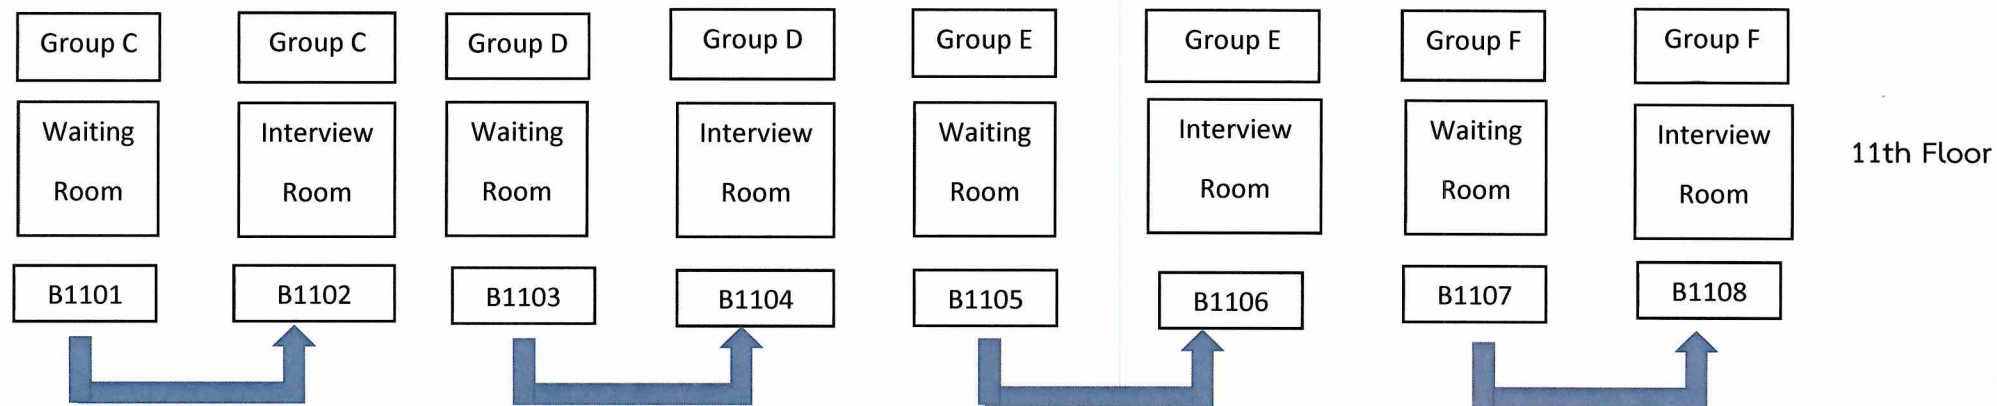 Group C
Group C
Group D
Group D
Group E
Group E
Group F
Group F
Waiting
Room
Interview
Room
Waiting
Room
Interview
Room
Waiting
Room
Interview
Room
Waiting
Room
Interview
Room
11th Floor
B1101
B1102
B1103
B1104
B1105
B1106
B1107
B1108